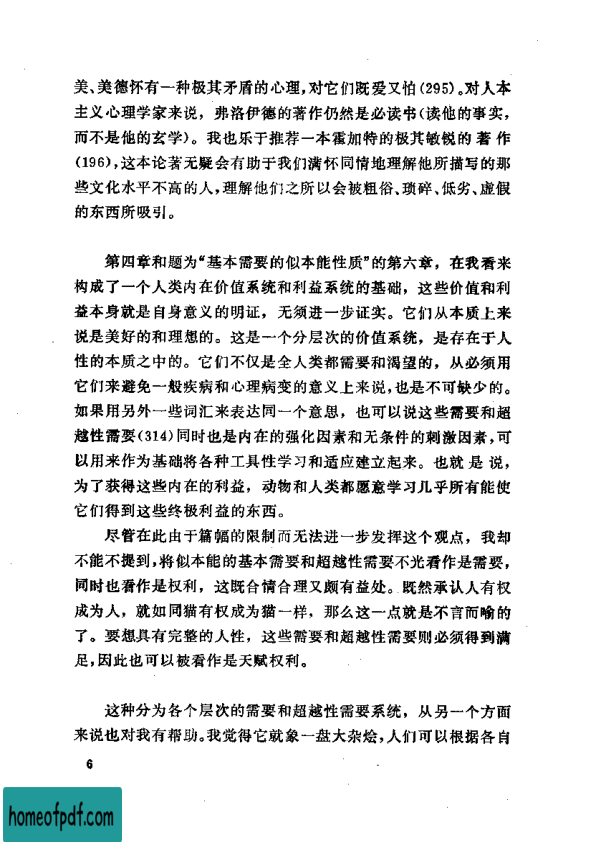 美、美德怀有一种极其矛盾的心理,对它们既爱又怕(295)。对人本
主义心理学家来说，弗洛伊德的著作仍然是必读书(读他的事实，
而不是他的玄学)。我也乐于推荐一本霍加特的极其敏锐的著作
(196),这本论著无疑会有助于我们满怀同情地理解他所描写的那
些文化水平不高的人,理解他们之所以会被粗俗、琐碎、低劣、虚假
的东西所吸引。
第四章和题为“基本需要的似本能性质”的第六章，在我看来
构成了一个人类内在价值系统和利益系统的基础，这些价值和利
益本身就是自身意义的明证，无须进一步证实。它们从本质上来
说是美好的和理想的。这是一个分层次的价值系统，是存在于人
性的本质之中的。它们不仅是全人类都需要和渴望的，从必须用
它们来避免一般疾病和心理病变的意义上来说,也是不可缺少的。
如果用另外一些词汇来表达同一个意思，也可以说这些需要和超
越性需要(314)同时也是内在的强化因素和无条件的刺激因素,可
以用来作为基础将各种工具性学习和适应建立起来。也就是说，
为了获得这些内在的利益，动物和人类都愿意学习几乎所有能使
它们得到这些终极利益的东西。
尽管在此由于篇幅的限制而无法进一步发挥这个观点，我却
不能不提到,将似本能的基本需要和超越性需要不光看作是需要，
同时也看作是权利，这既合情合理又颇有益处。既然承认人有权
成为人，就如同猫有权成为猫一样，那么这一点就是不言而喻的
了。要想具有完整的人性，这些需要和超越性需要则必须得到满
足,因此也可以被看作是天赋权利。
这种分为各个层次的需要和超越性需要系统，从另一个方面
来说也对我有帮助。我觉得它就象一盘大杂烩,人们可以根据各自
6
homeofpdf.com